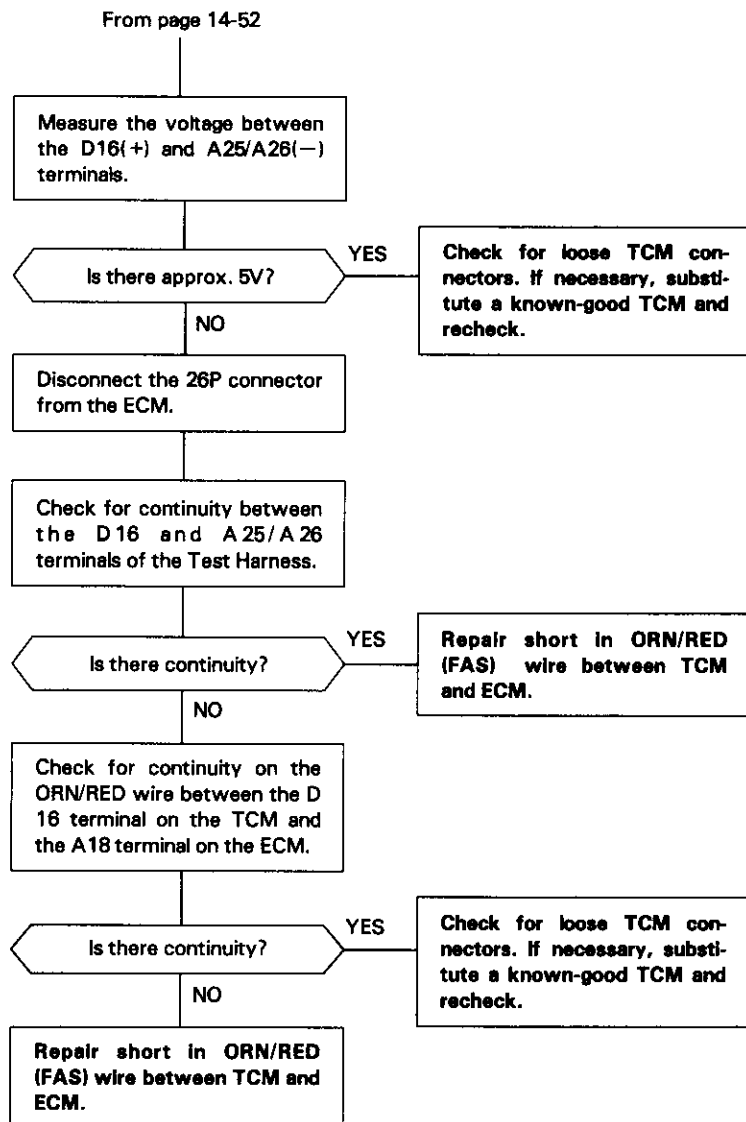 From page 14-52
Measure the voltage between
the D16(+) and A25/A26(−)
terminals.
Is there approx. 5V?
YES
Check for loose TCM con-
nectors. If necessary, substi-
tute a known-good TCM and
recheck.
NO
Disconnect the 26P connector
from the ECM.
Check for continuity between
the D16 and A25/A26
terminals of the Test Harness.
Is there continuity?
YES
Repair short in ORN/RED
(FAS) wire between TCM
and ECM.
NO
Check for continuity on the
ORN/RED wire between the D
16 terminal on the TCM and
the A18 terminal on the ECM.
Is there continuity?
YES
Check for loose TCM con-
nectors. If necessary, substi-
tute a known-good TCM and
recheck.
NO
Repair short in ORN/RED
(FAS) wire between TCM and
ECM.